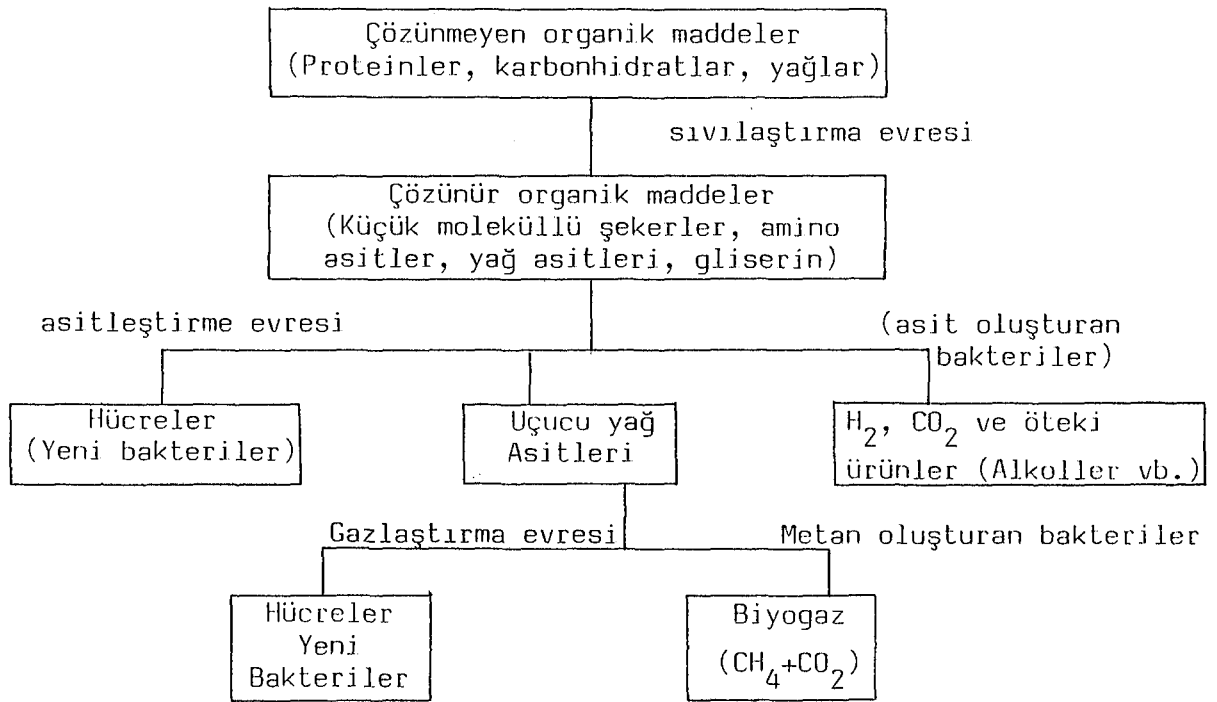 Çözünmeyen organik maddeler
(Proteinler, karbonhidratlar, yağlar)
sıvılaştırma evresi
Çözünür organik maddeler
(Küçük moleküllü şekerler, amino
asitler, yağ asitleri, gliserin)
asitleştirme evresi
(asit oluşturan
bakteriler)
Hücreler
(Yeni bakteriler)
Uçucu yağ
Asitleri
H₂, CO₂ ve öteki
ürünler (Alkoller vb.)
Gazlaştırma evresi
Metan oluşturan bakteriler
Hücreler
Yeni
Bakteriler
Biyogaz
(CH₄+CO₂)